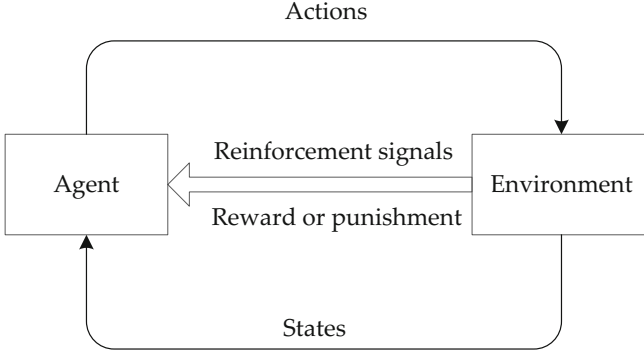 Actions
Reinforcement signals
Agent
Environment
Reward or punishment
States